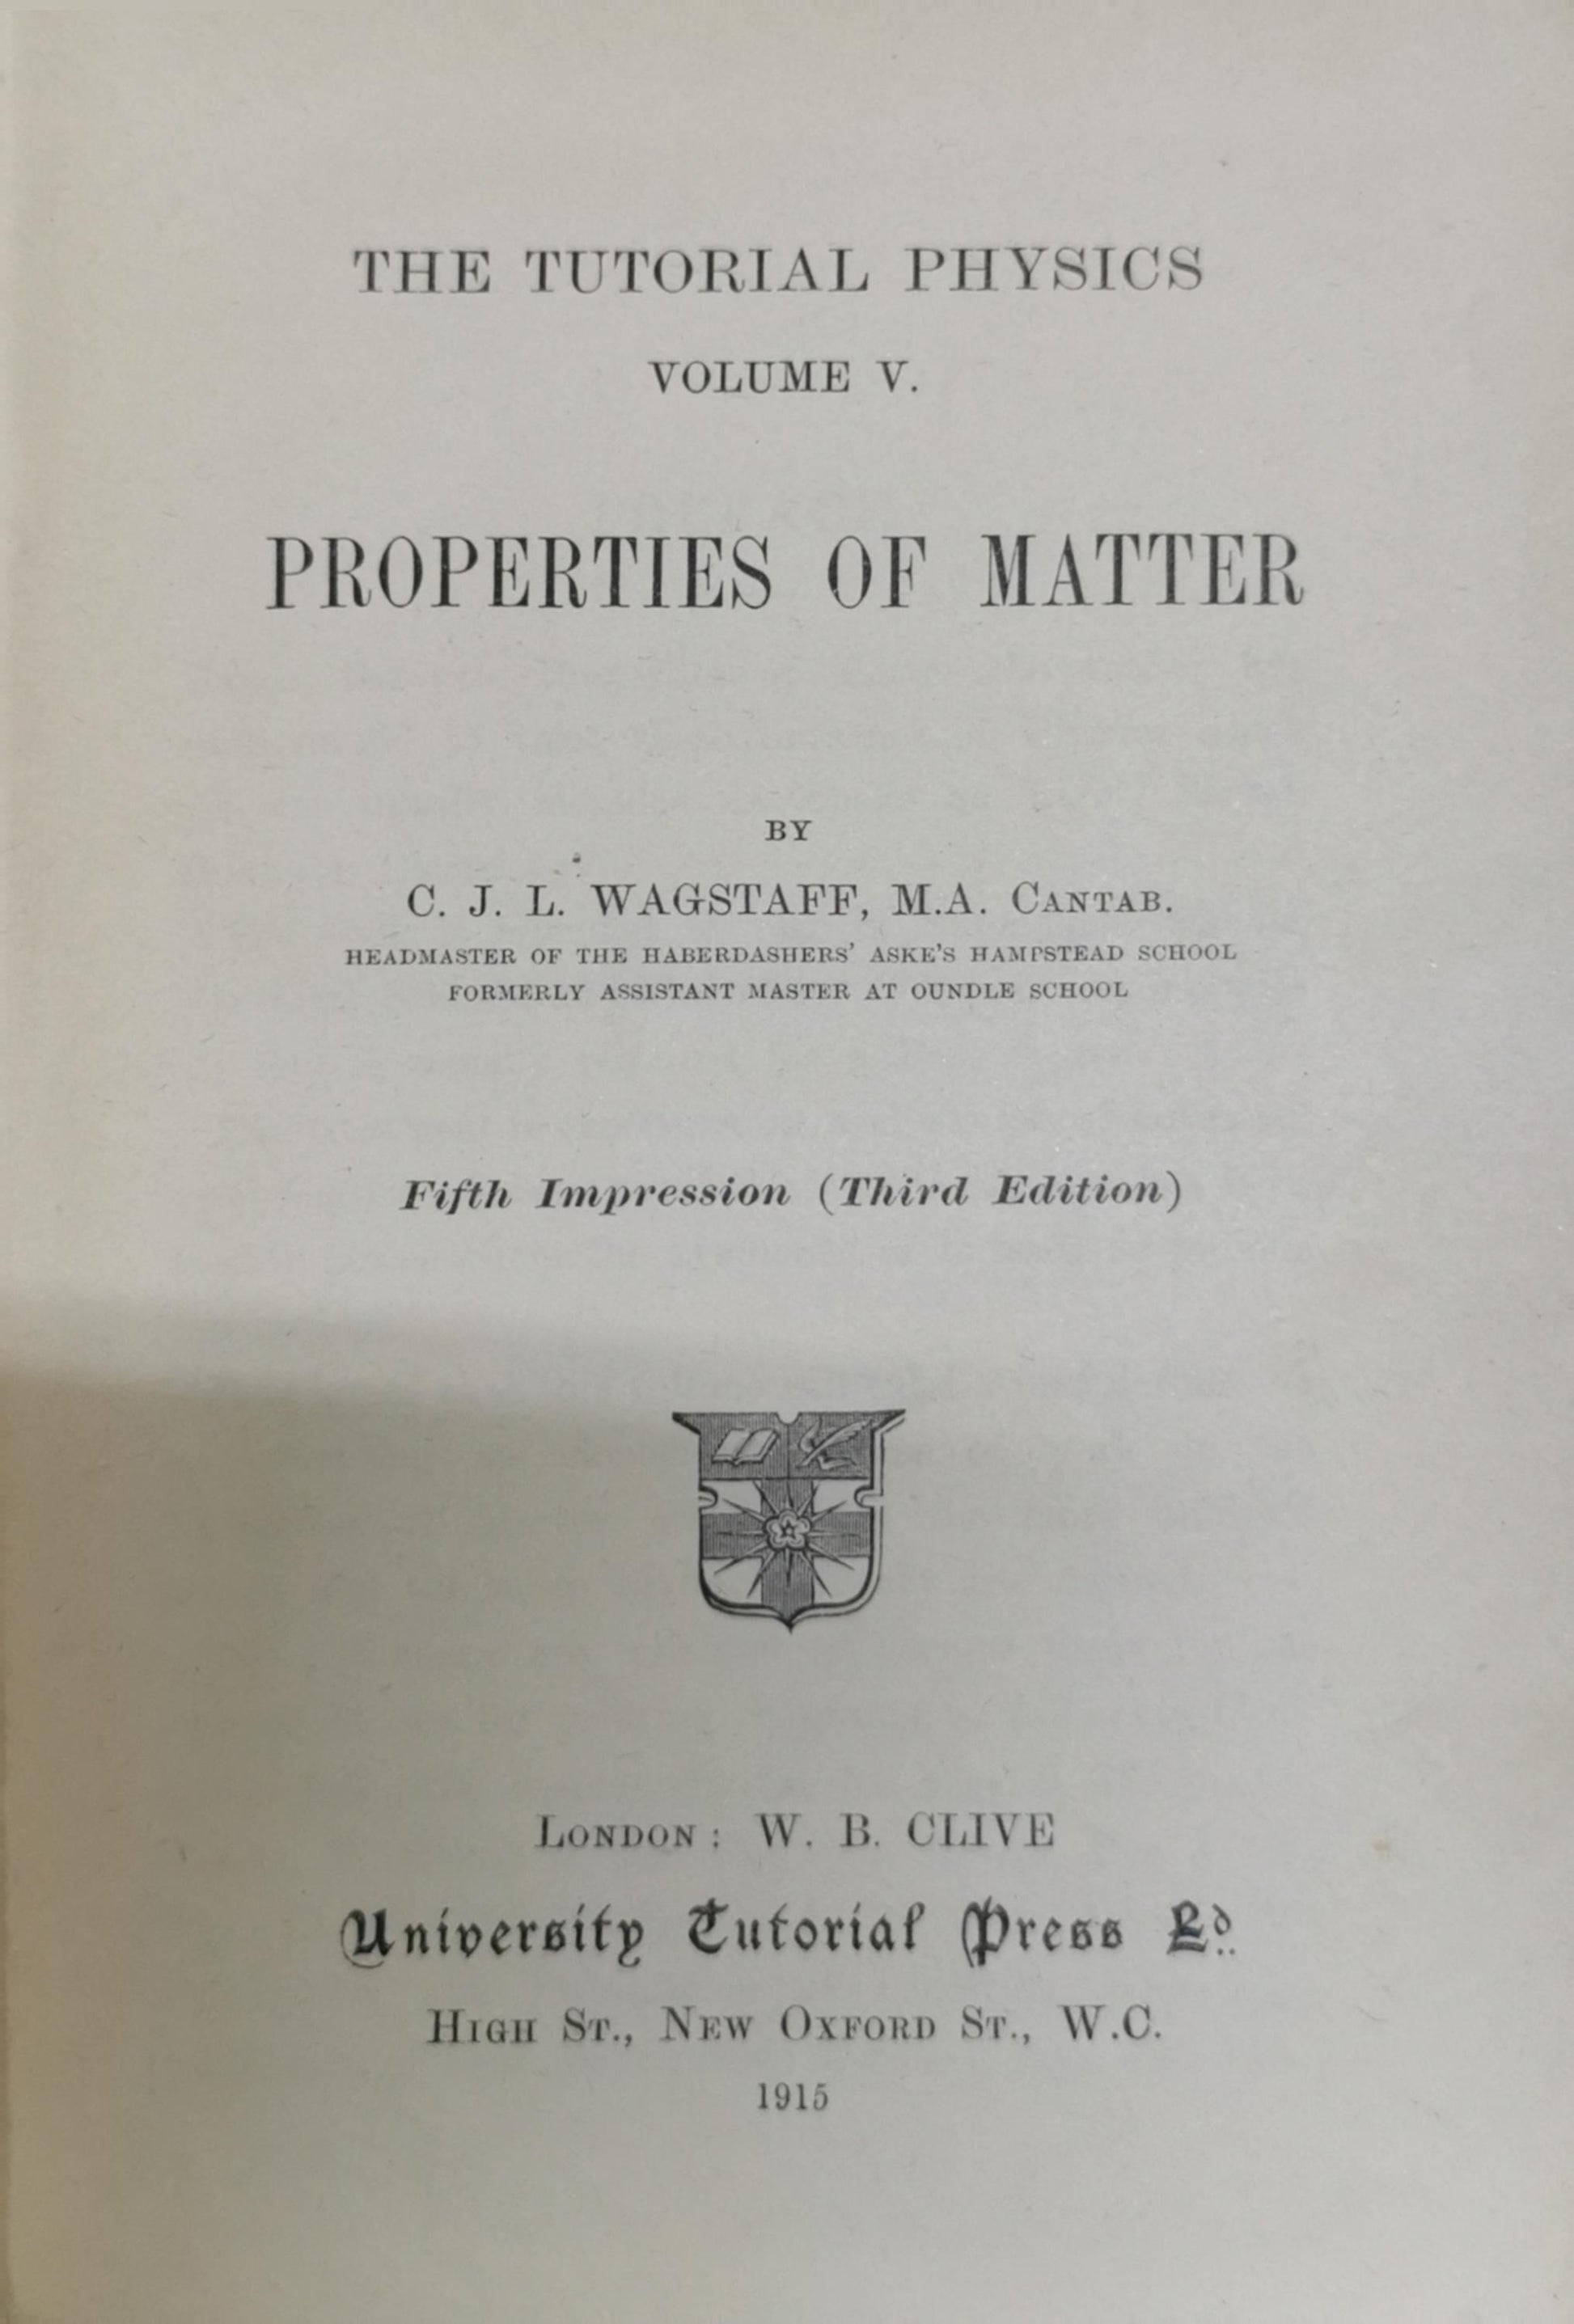 THE TUTORIAL PHYSICS
VOLUME V.
PROPERTIES OF MATTER
BY
C. J. L. WAGSTAFF, M.A. CANTAB.
HEADMASTER OF THE HABERDASHERS' ASKE'S HAMPSTEAD SCHOOL
FORMERLY ASSISTANT MASTER AT OUNDLE SCHOOL
Fifth Impression (Third Edition)
LONDON: W. B. CLIVE
University Tutorial Press Ld.
HIGH ST., NEW OXFORD ST., W.C.
1915